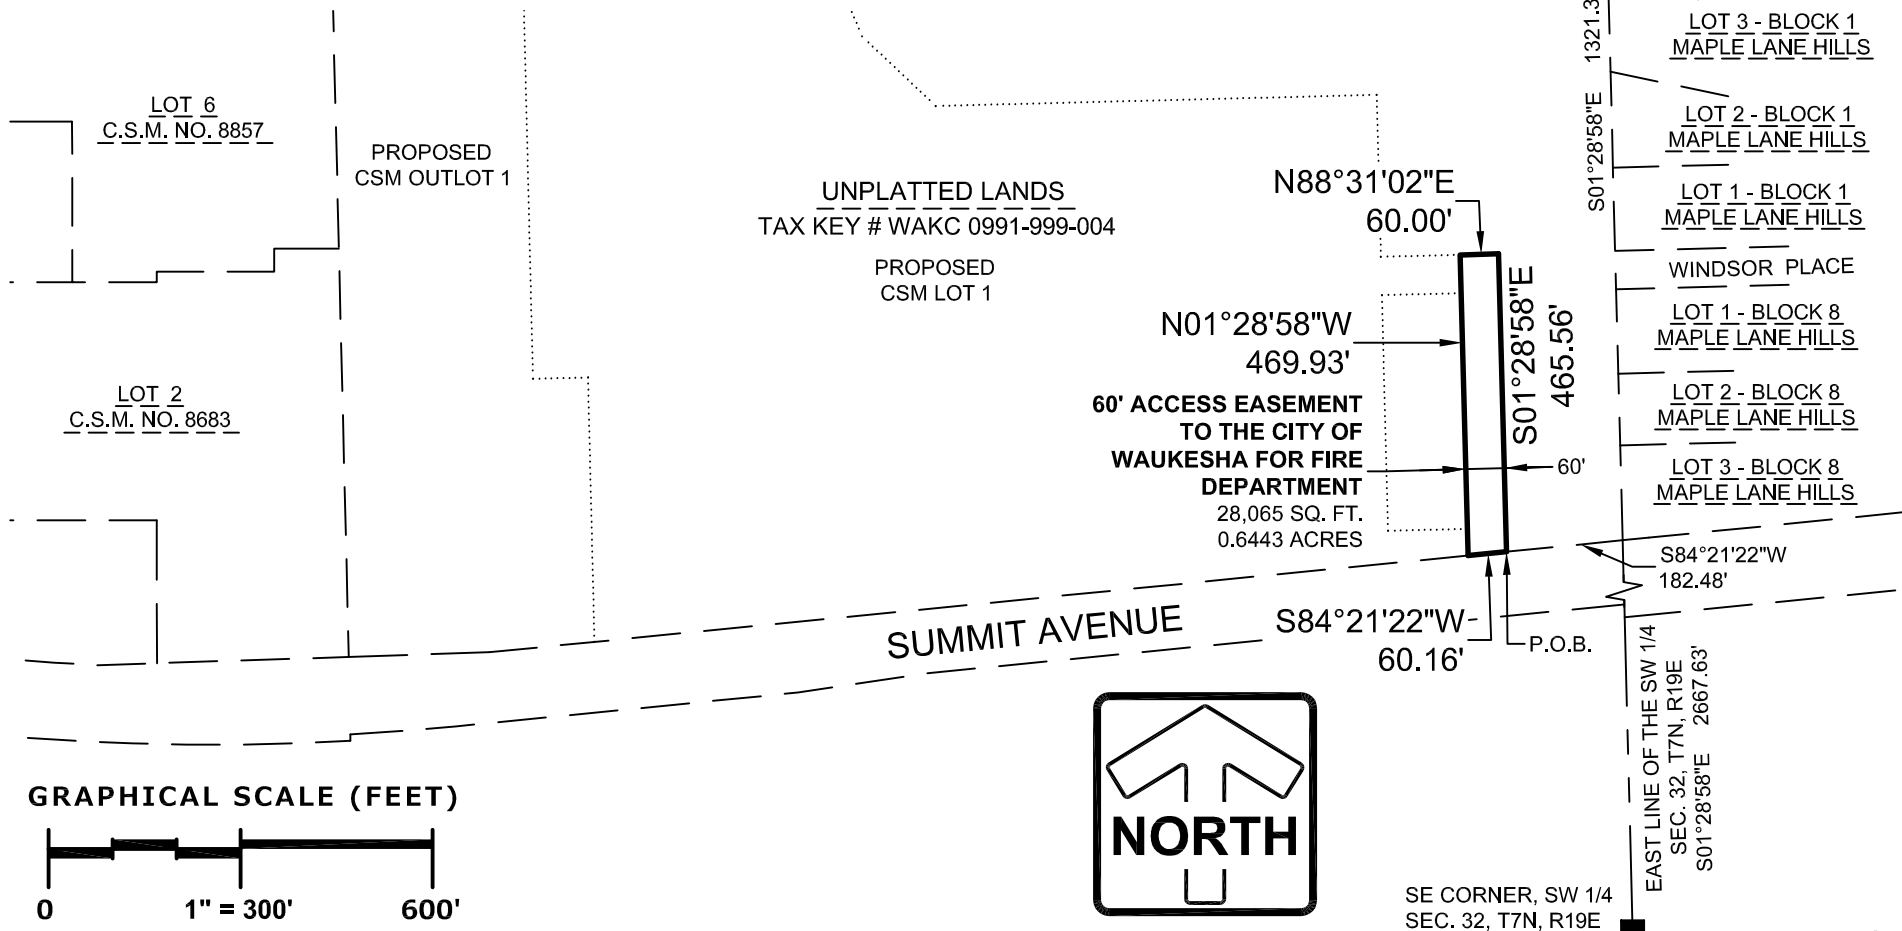 LOT 6
C.S.M. NO. 8857
PROPOSED
CSM OUTLOT 1
UNPLATTED LANDS
TAX KEY # WAKC 0991-999-004
PROPOSED
CSM LOT 1
LOT 2
C.S.M. NO. 8683
N88°31'02"E
60.00'
N01°28'58"W
469.93'
S01°28'58"E
465.56'
60' ACCESS EASEMENT
TO THE CITY OF
WAUKESHA FOR FIRE
DEPARTMENT
28,065 SQ. FT.
0.6443 ACRES
60'
S01°28'58"E 1321.3
LOT 3 - BLOCK 1
MAPLE LANE HILLS
LOT 2 - BLOCK 1
MAPLE LANE HILLS
LOT 1 - BLOCK 1
MAPLE LANE HILLS
WINDSOR PLACE
LOT 1 - BLOCK 8
MAPLE LANE HILLS
LOT 2 - BLOCK 8
MAPLE LANE HILLS
LOT 3 - BLOCK 8
MAPLE LANE HILLS
S84°21'22"W
182.48'
SUMMIT AVENUE
S84°21'22"W
60.16'
P.O.B.
EAST LINE OF THE SW 1/4
SEC. 32, T7N, R19E
S01°28'58"E 2667.63'
GRAPHICAL SCALE (FEET)
0 1" = 300' 600'
NORTH
SE CORNER, SW 1/4
SEC. 32, T7N, R19E